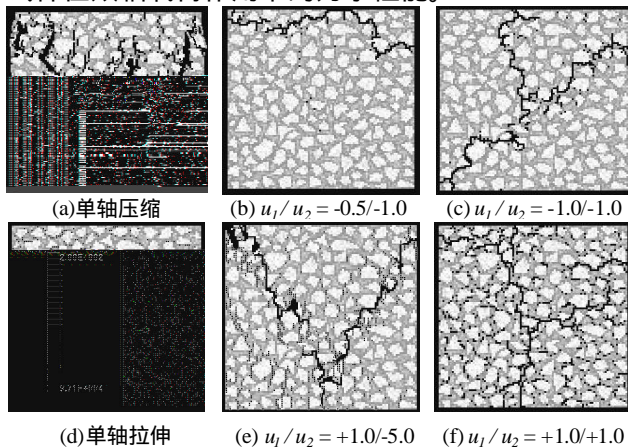 (a)单轴压缩
(b) u₁/u₂ = -0.5/-1.0
(c) u₁/u₂ = -1.0/-1.0
(d)单轴拉伸
(e) u₁/u₂ = +1.0/-5.0
(f) u₁/u₂ = +1.0/+1.0